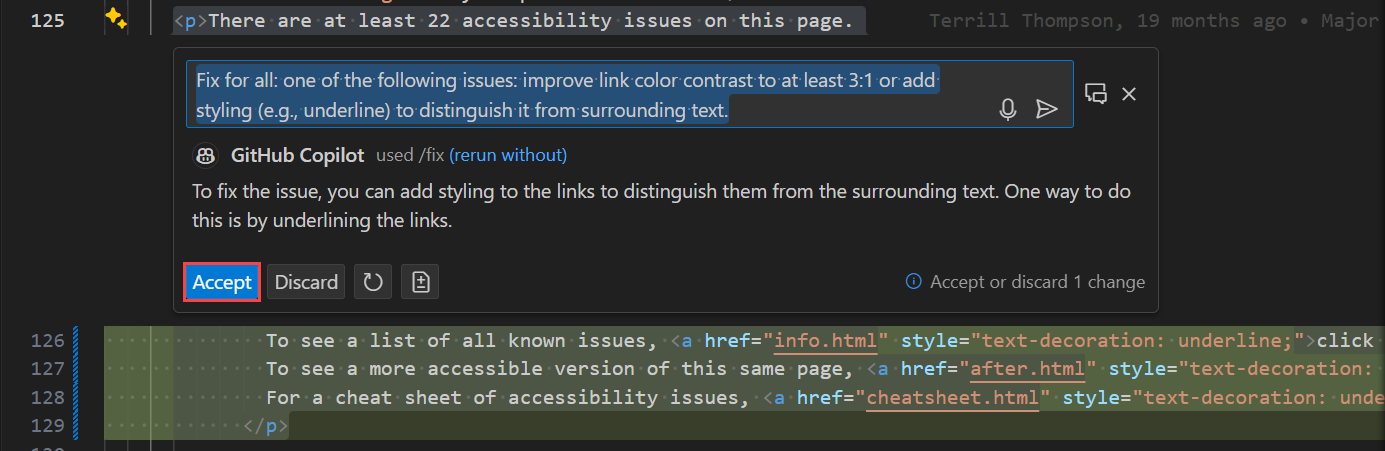 125 <p>There are at least 22 accessibility issues on this page. Terrill Thompson, 19 months ago • Major
Fix for all: one of the following issues: improve link color contrast to at least 3:1 or add
styling (e.g., underline) to distinguish it from surrounding text.
GitHub Copilot used /fix (rerun without)
To fix the issue, you can add styling to the links to distinguish them from the surrounding text. One way to do
this is by underlining the links.
Accept Discard Accept or discard 1 change
126 To see a list of all known issues, <a href="info.html" style="text-decoration: underline;">click
127 To see a more accessible version of this same page, <a href="after.html" style="text-decoration:
128 For a cheat sheet of accessibility issues, <a href="cheatsheet.html" style="text-decoration: unde
129 </p>